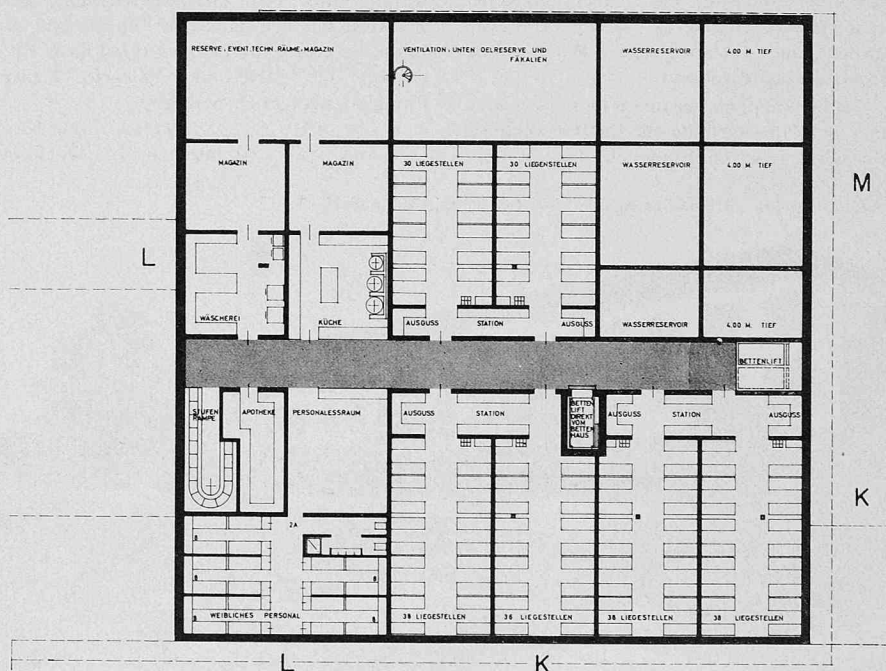 RESERVE, EVENT. TECHN. RÄUME, MAGAZIN
VENTILATION, UNTEN OELRESERVE UND
FÄKALIEN
WASSERRESERVOIR
4.00 M. TIEF
MAGAZIN
MAGAZIN
30 LIEGESTELLEN
30 LIEGENSTELLEN
WASSERRESERVOIR
4.00 M. TIEF
M
L
WÄSCHEREI
KÜCHE
AUSGUSS
STATION
AUSGUSS
WASSERRESERVOIR
4.00 M. TIEF
BETTENLIFT
STUFEN
RAMPE
APOTHEKE
PERSONALESSRAUM
AUSGUSS
STATION
BETTEN
LIFT
DIREKT
VOM
BETTEN
HAUS
AUSGUSS
STATION
AUSGUSS
K
2A
WEIBLICHES PERSONAL
38 LIEGESTELLEN
36 LIEGESTELLEN
38 LIEGESTELLEN
38 LIEGESTELLEN
L
K